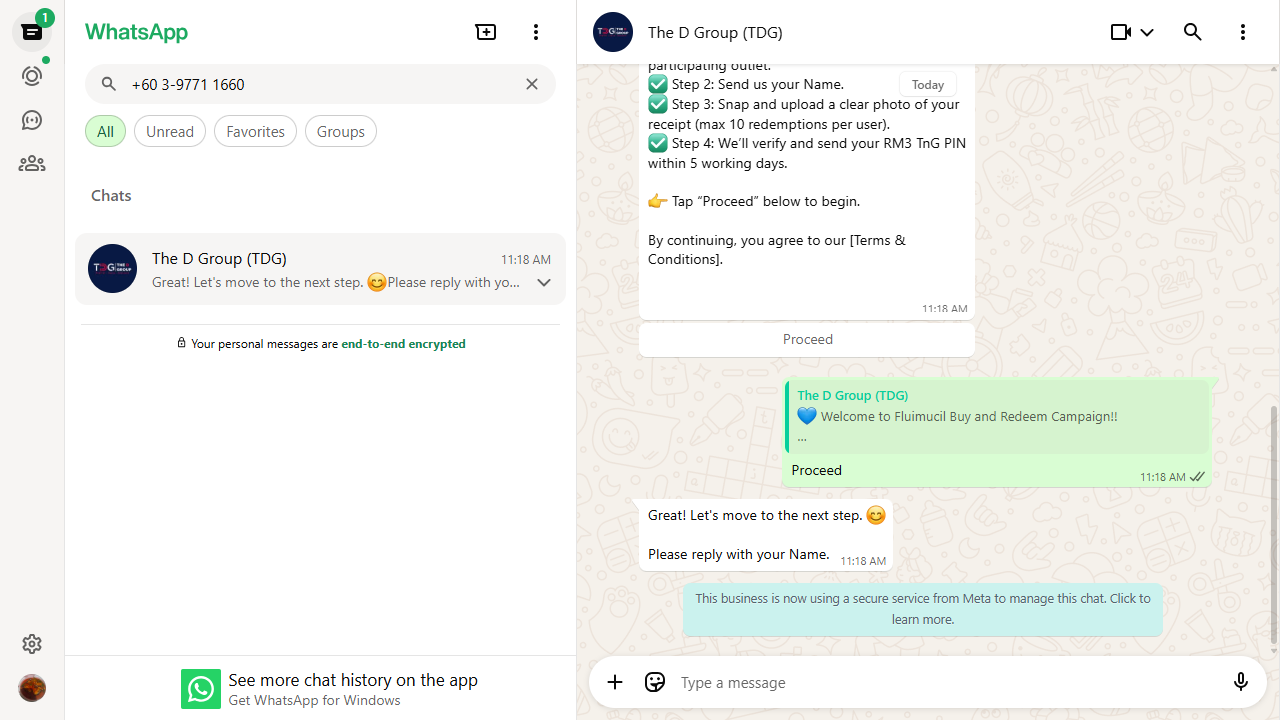 1
WhatsApp
+60 3-9771 1660
All
Unread
Favorites
Groups
Chats
The D Group (TDG)
11:18 AM
Great! Let's move to the next step. 😊Please reply with yo...
Your personal messages are end-to-end encrypted
See more chat history on the app
Get WhatsApp for Windows
The D Group (TDG)
Today
participating outlet.
✅ Step 2: Send us your Name.
✅ Step 3: Snap and upload a clear photo of your
receipt (max 10 redemptions per user).
✅ Step 4: We’ll verify and send your RM3 TnG PIN
within 5 working days.
👉 Tap “Proceed” below to begin.
By continuing, you agree to our [Terms &
Conditions].
11:18 AM
Proceed
The D Group (TDG)
💙 Welcome to Fluimucil Buy and Redeem Campaign!!
...
Proceed
11:18 AM
Great! Let's move to the next step. 😊
Please reply with your Name.
11:18 AM
This business is now using a secure service from Meta to manage this chat. Click to
learn more.
Type a message